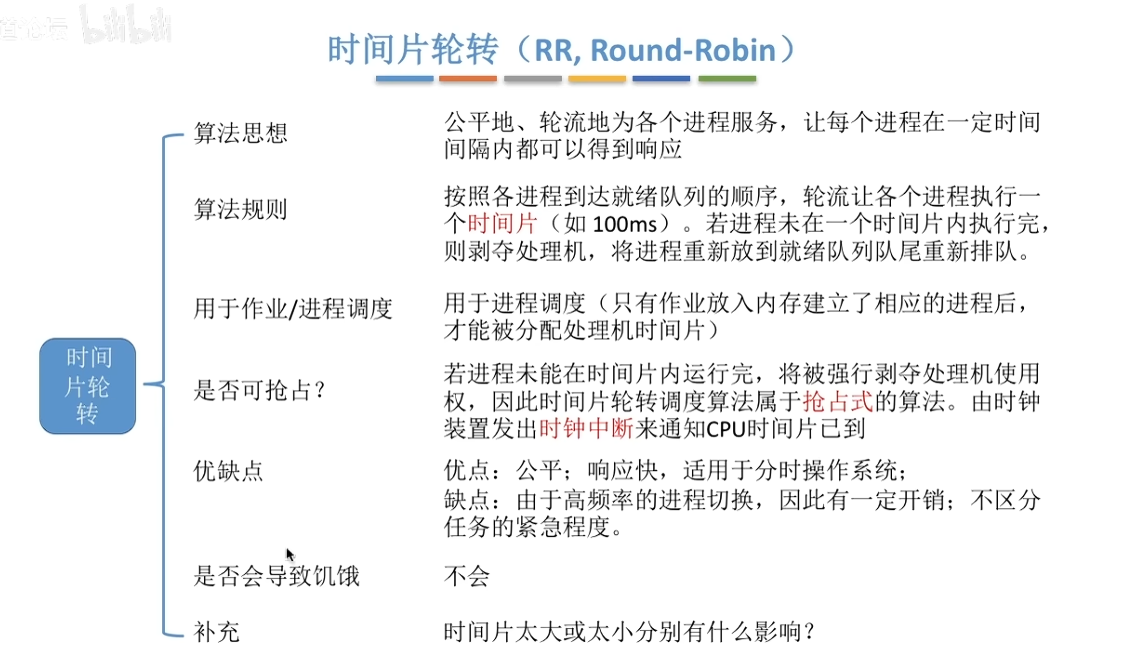 bilibili
时间片轮转（RR, Round-Robin）
算法思想
公平地、轮流地为各个进程服务，让每个进程在一定时间
间隔内都可以得到响应
算法规则
按照各进程到达就绪队列的顺序，轮流让各个进程执行一
个时间片（如 100ms）。若进程未在一个时间片内执行完，
则剥夺处理机，将进程重新放到就绪队列队尾重新排队。
用于作业/进程调度
用于进程调度（只有作业放入内存建立了相应的进程后，
才能被分配处理机时间片）
时间
片轮
转
是否可抢占？
若进程未能在时间片内运行完，将被强行剥夺处理机使用
权，因此时间片轮转调度算法属于抢占式的算法。由时钟
装置发出时钟中断来通知CPU时间片已到
优缺点
优点：公平；响应快，适用于分时操作系统；
缺点：由于高频率的进程切换，因此有一定开销；不区分
任务的紧急程度。
是否会导致饥饿
不会
补充
时间片太大或太小分别有什么影响？